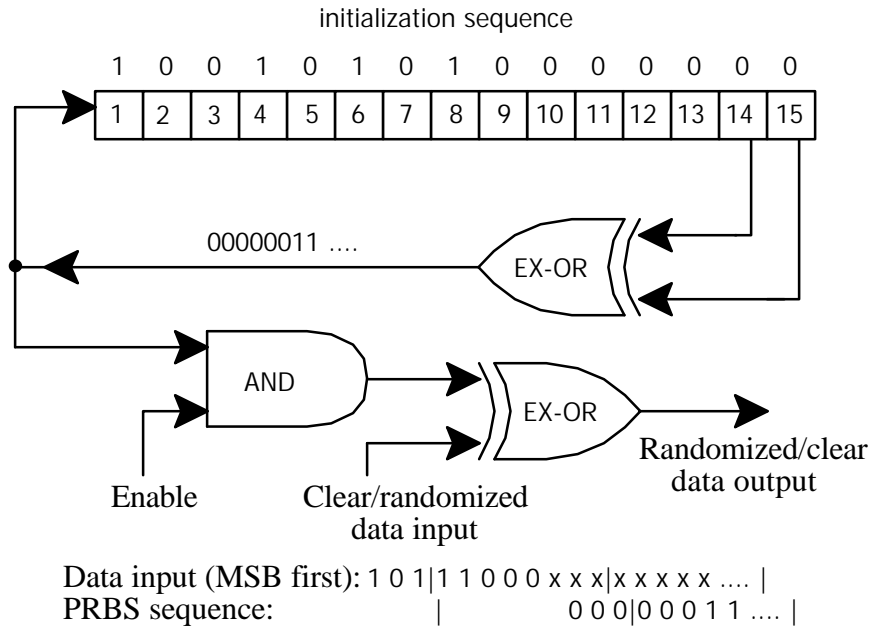 initialization sequence
1 0 0 1 0 1 0 1 0 0 0 0 0 0 0
1 2 3 4 5 6 7 8 9 10 11 12 13 14 15
00000011 ....
EX-OR
AND
EX-OR
Enable
Clear/randomized
data input
Randomized/clear
data output
Data input (MSB first): 1 0 1|1 1 0 0 0 x x x|x x x x x .... |
PRBS sequence: | 0 0 0|0 0 0 1 1 .... |